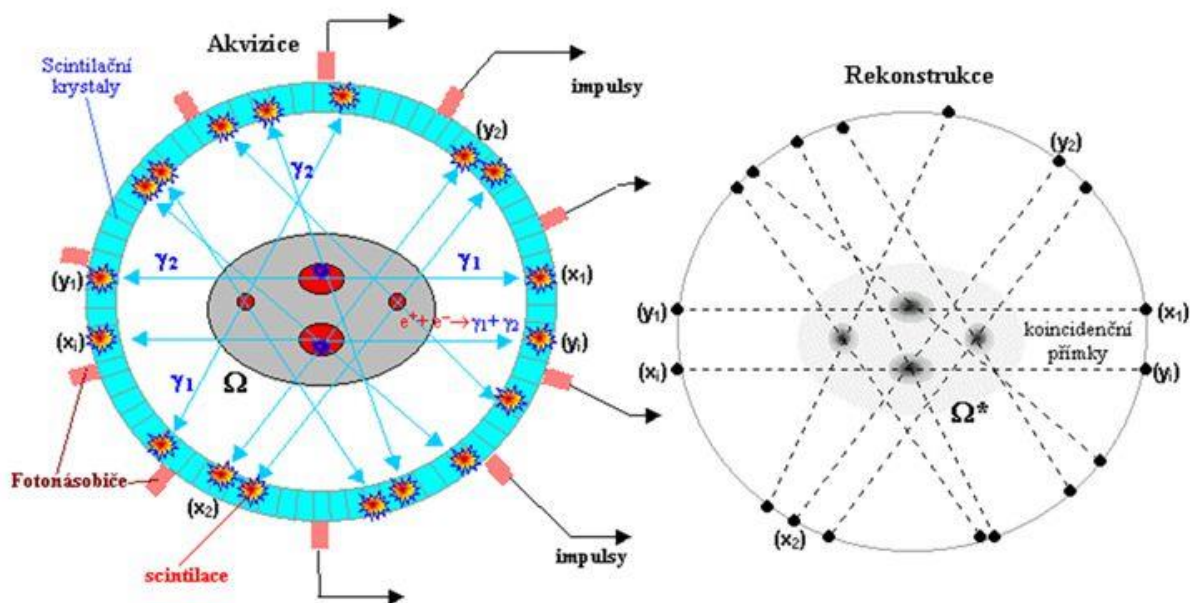 Akvizice
Scintilační
krystaly
impulsy
(y₂)
γ₂
(y₁)
γ₂
γ₁
(x₁)
e⁺ + e⁻ → γ₁ + γ₂
(xᵢ)
(yᵢ)
γ₁
Ω
Fotonásobiče
(x₂)
scintilace
impulsy
Rekonstrukce
(y₂)
(y₁)
(x₁)
koincidenční
přímky
(xᵢ)
(yᵢ)
Ω*
(x₂)